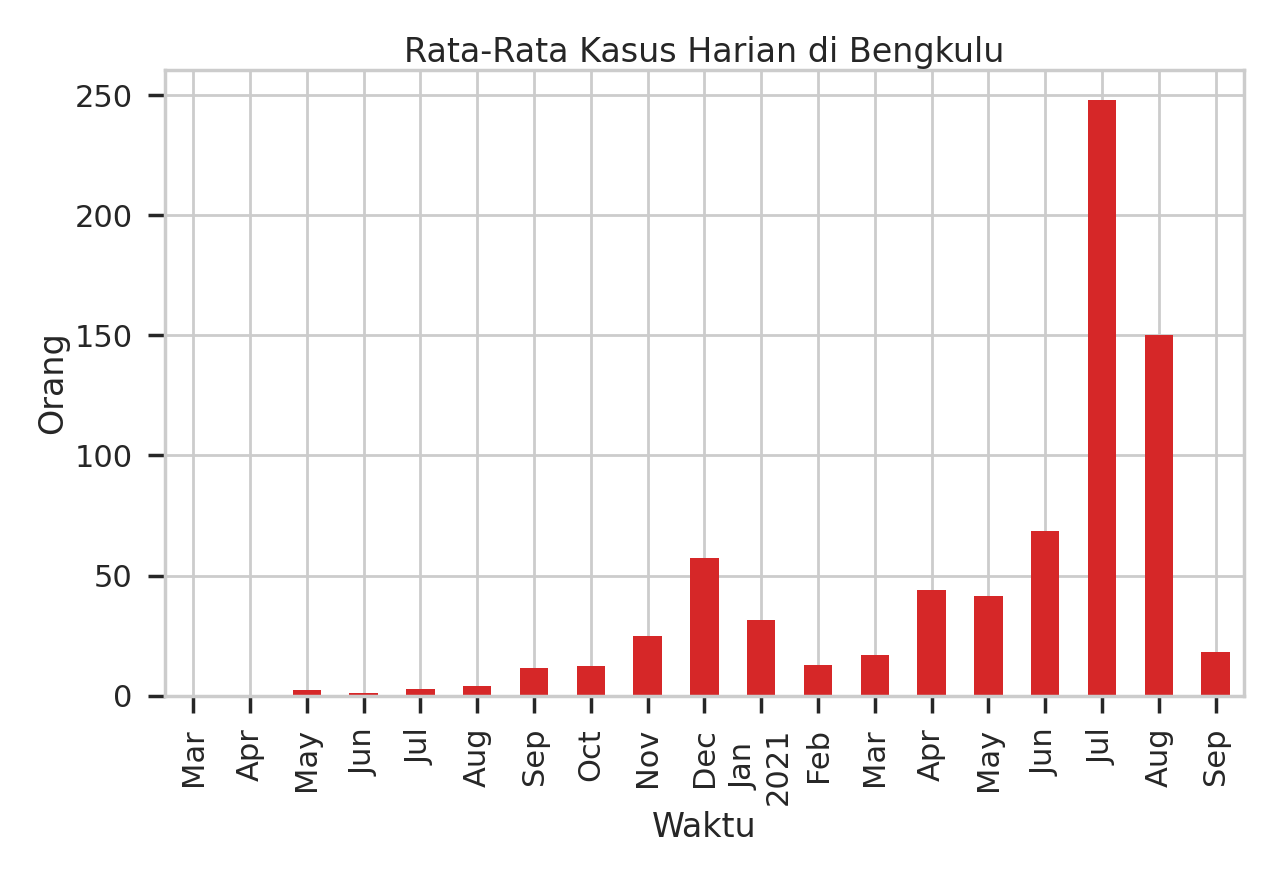 Rata-Rata Kasus Harian di Bengkulu
250
200
150
100
50
0
Orang
Mar
Apr
May
Jun
Jul
Aug
Sep
Oct
Nov
Dec
Jan
2021
Feb
Mar
Apr
May
Jun
Jul
Aug
Sep
Waktu